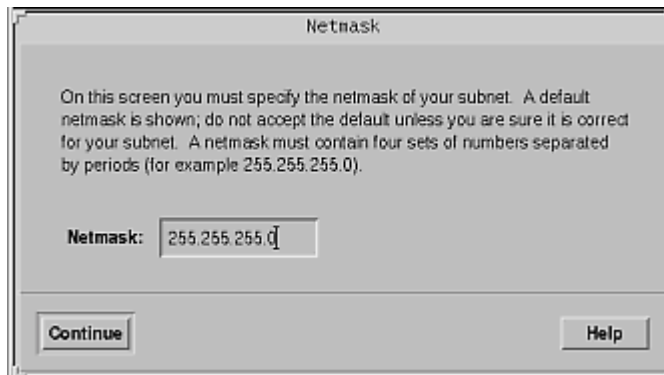 Netmask
On this screen you must specify the netmask of your subnet. A default
netmask is shown; do not accept the default unless you are sure it is correct
for your subnet. A netmask must contain four sets of numbers separated
by periods (for example 255.255.255.0).
Netmask: 255.255.255.0
Continue Help